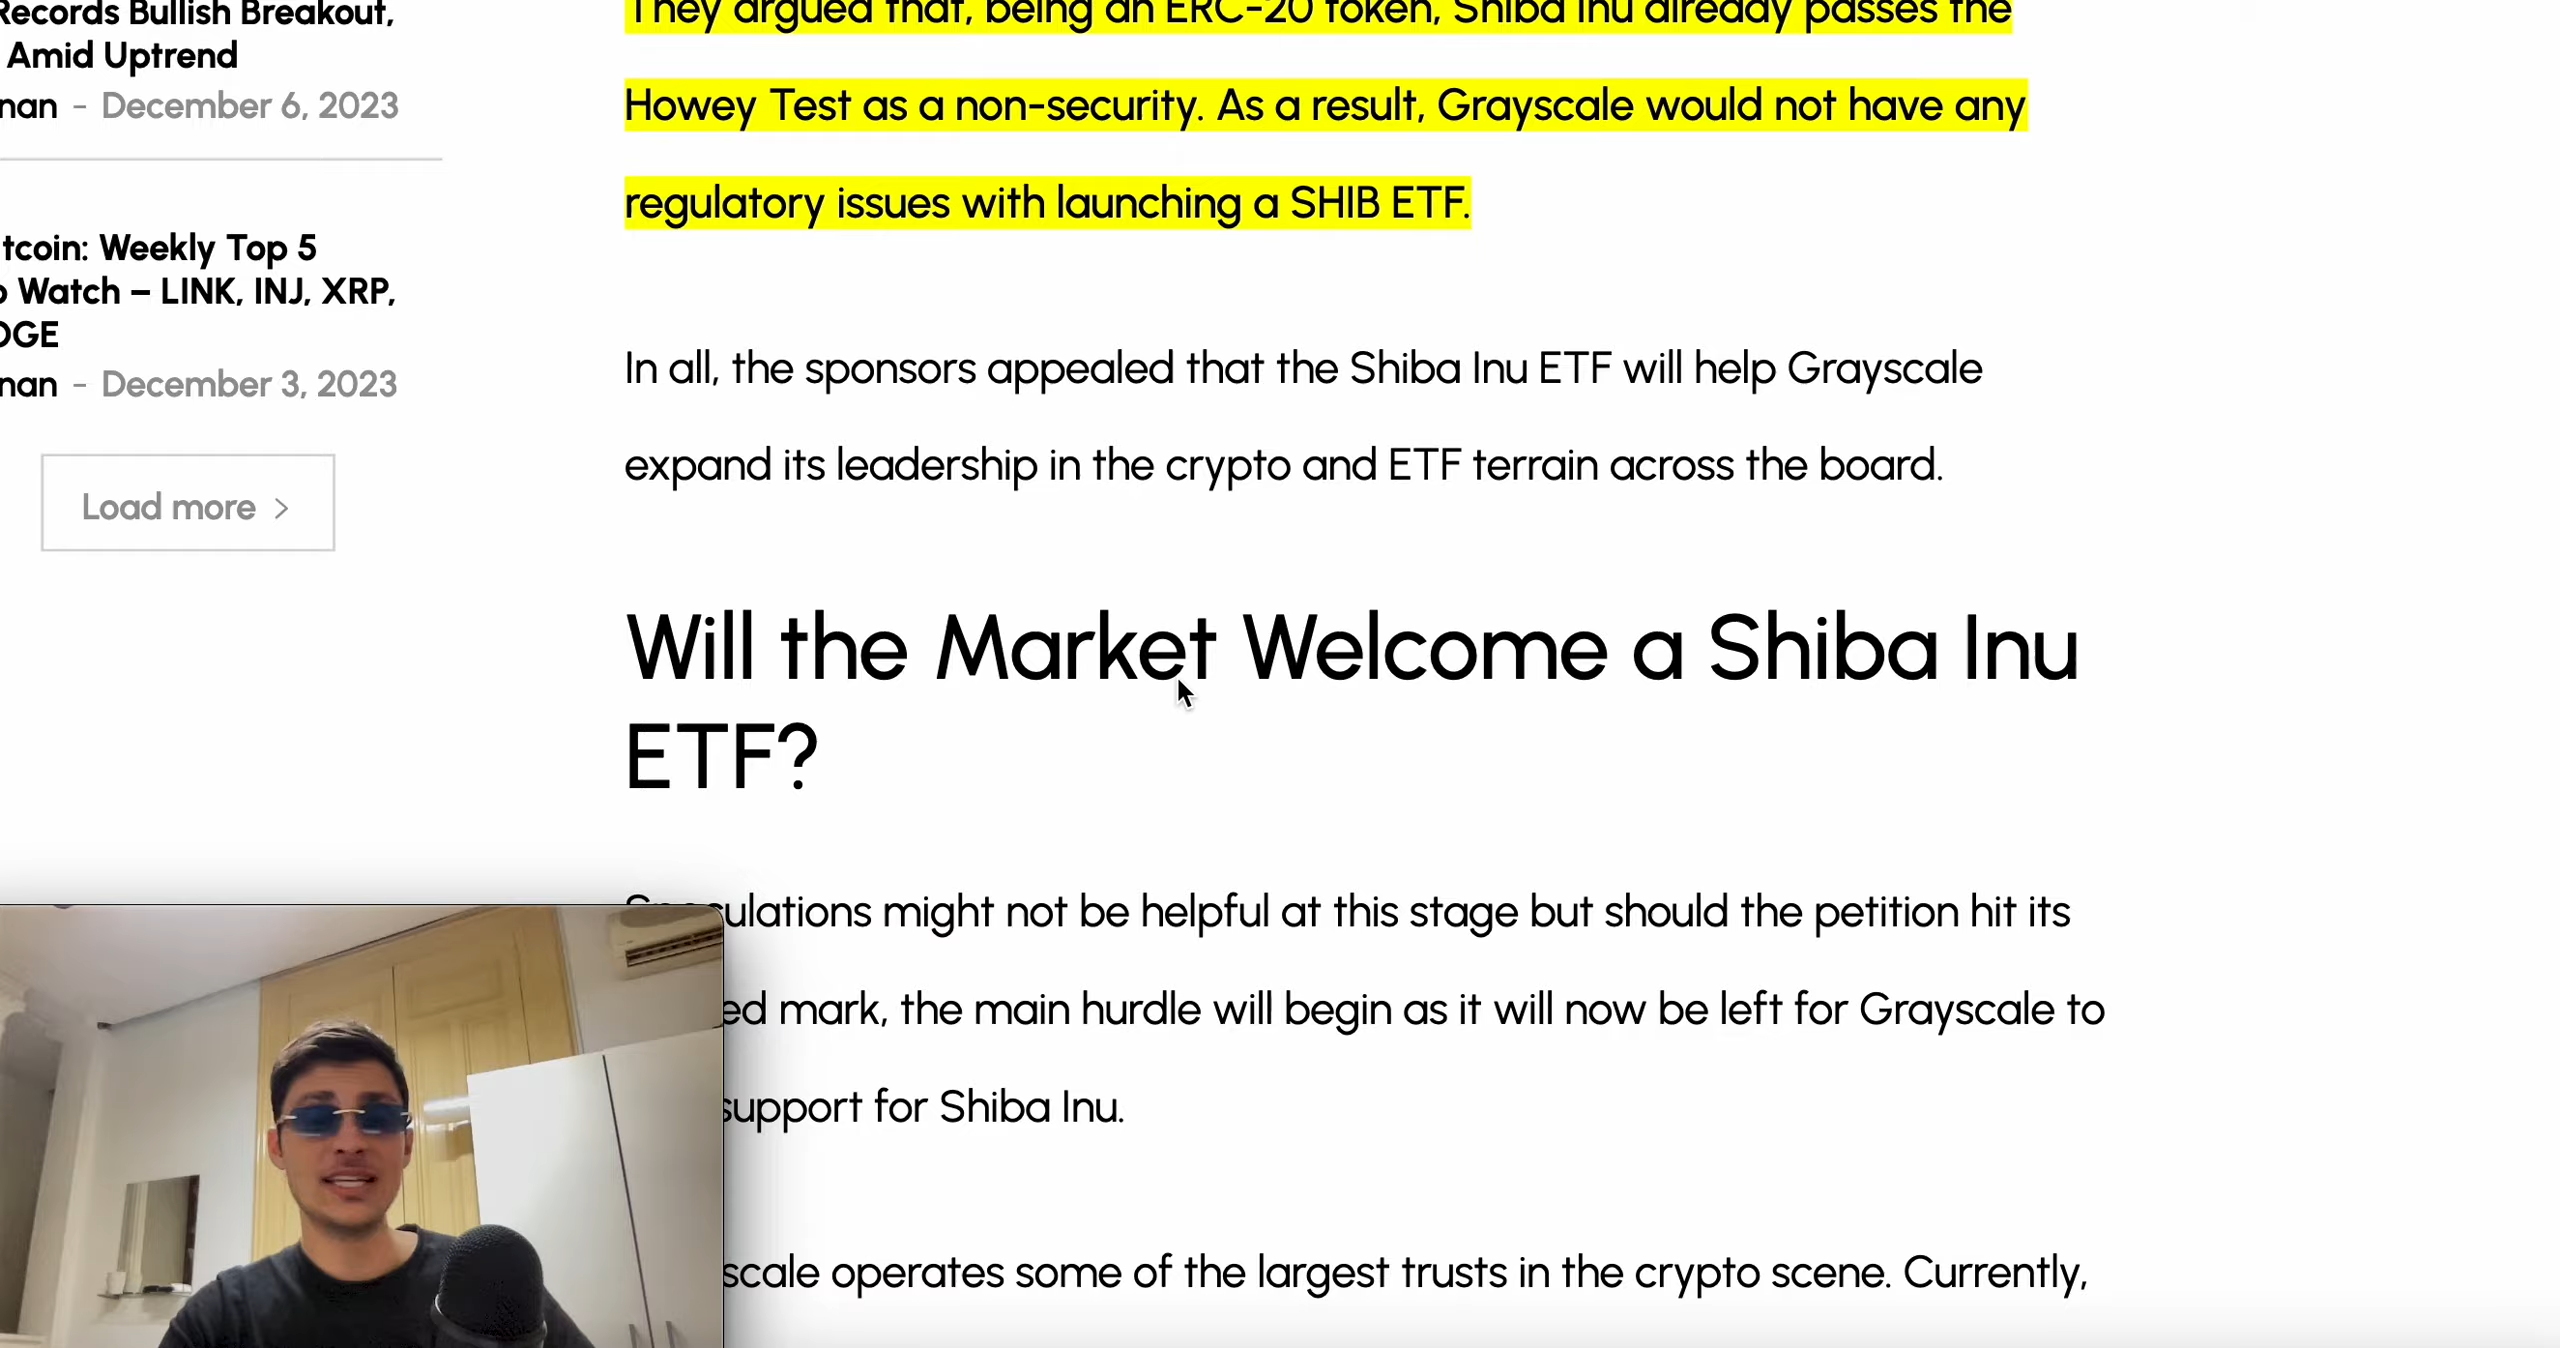 Records Bullish Breakout,
Amid Uptrend
nan - December 6, 2023
tcoin: Weekly Top 5
Watch – LINK, INJ, XRP,
OGE
nan - December 3, 2023
Load more >
They argued that, being an ERC-20 token, Shiba Inu already passes the
Howey Test as a non-security. As a result, Grayscale would not have any
regulatory issues with launching a SHIB ETF.
In all, the sponsors appealed that the Shiba Inu ETF will help Grayscale
expand its leadership in the crypto and ETF terrain across the board.
Will the Market Welcome a Shiba Inu
ETF?
ulations might not be helpful at this stage but should the petition hit its
ed mark, the main hurdle will begin as it will now be left for Grayscale to
support for Shiba Inu.
scale operates some of the largest trusts in the crypto scene. Currently,